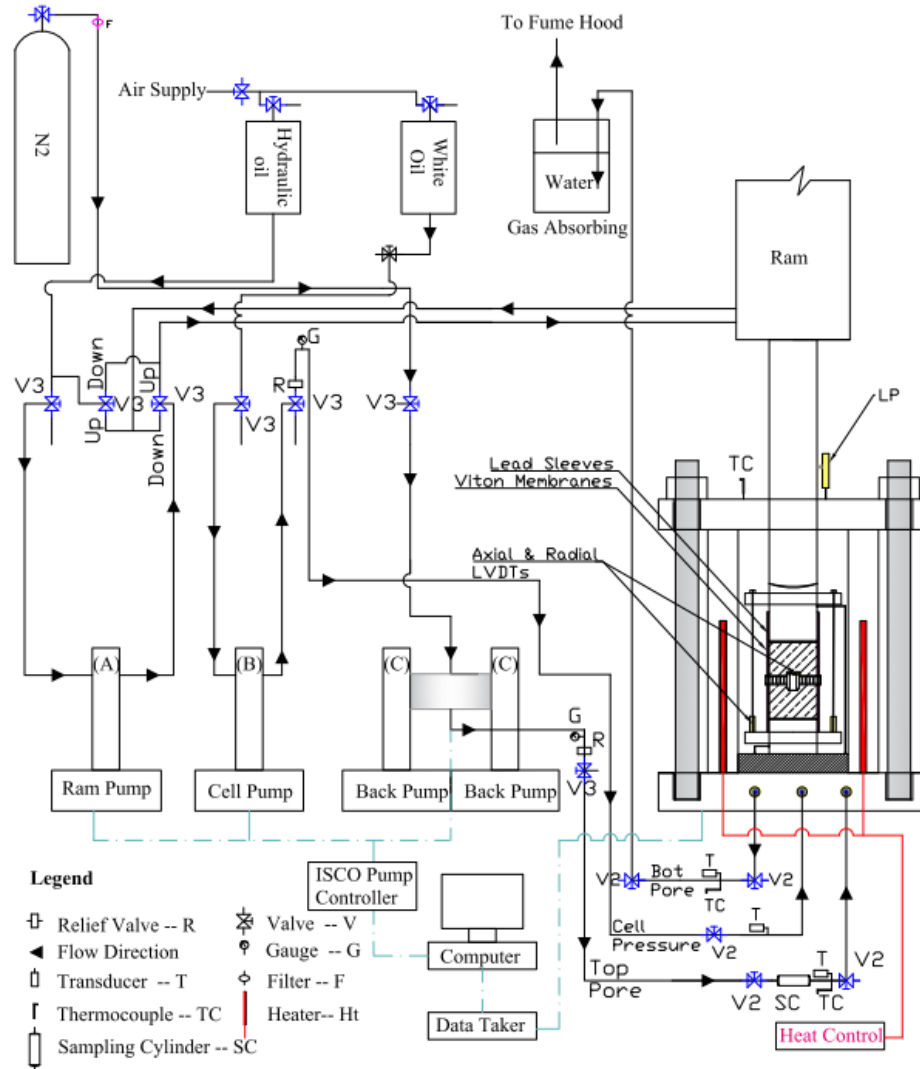 F
To Fume Hood
Air Supply
N2
Hydraulic
oil
White
Oil
Water
Gas Absorbing
Ram
G
Down
Up
R
V3
V3
V3
V3
V3
V3
Up
Down
LP
TC
Lead Sleeves
Viton Membranes
Axial & Radial
LVDTs
(A)
(B)
(C)
(C)
G
R
V3
Ram Pump
Cell Pump
Back Pump
Back Pump
T
V2
Bot
Pore
TC
V2
Legend
ISCO Pump
Controller
Relief Valve -- R
Valve -- V
Cell
Pressure
T
V2
Flow Direction
Gauge -- G
Computer
Top
Pore
T
V2
Transducer -- T
Filter -- F
V2
SC
TC
Thermocouple -- TC
Heater-- Ht
Data Taker
Heat Control
Sampling Cylinder -- SC